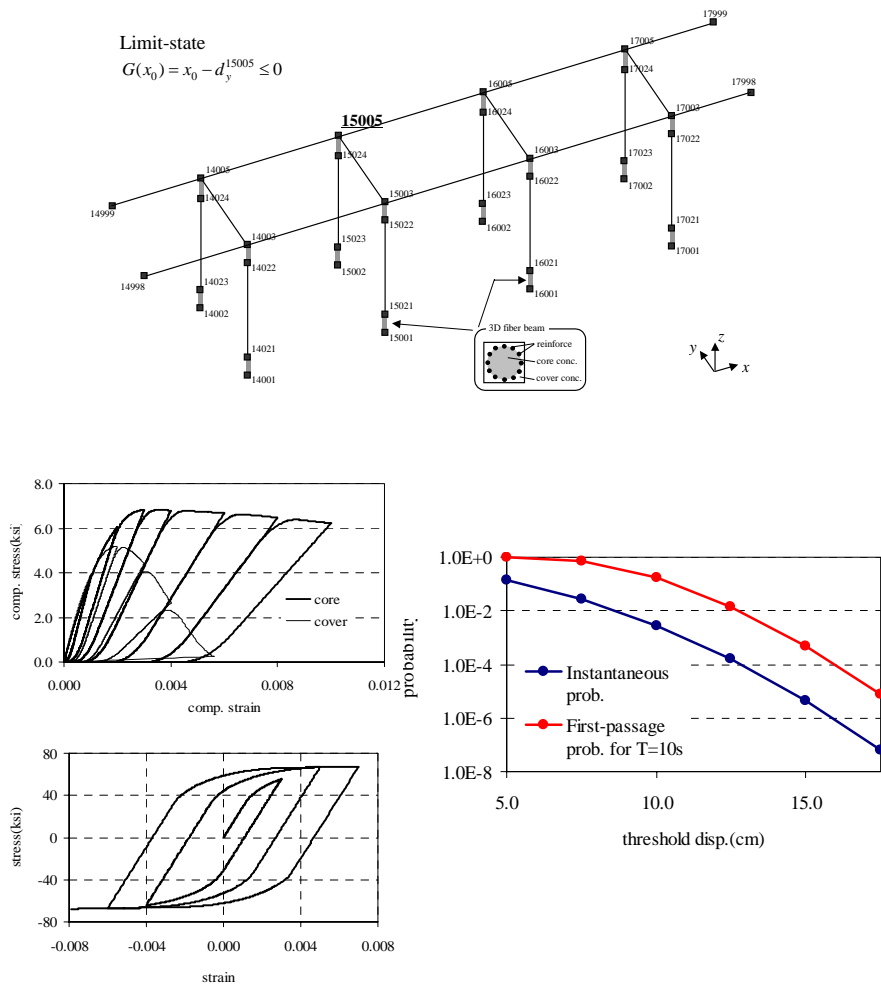 Limit-state
G(x₀) = x₀ − d_y^15005 ≤ 0
17999
17005
17024
17998
16005
17003
16024
17022
15005
15024
16003
17023
14005
16022
17002
14024
15003
16023
14999
15022
16002
17021
14003
15023
17001
14022
15002
16021
14998
14023
16001
14002
15021
3D fiber beam
15001
reinforce
14021
core conc.
14001
cover conc.
z
y
x
8.0
6.0
4.0
2.0
0.0
comp. stress(ksi
core
cover
0.000
0.004
0.008
0.012
comp. strain
80
40
0
-40
-80
stress(ksi)
-0.008
-0.004
0.000
0.004
0.008
strain
1.0E+0
1.0E-2
1.0E-4
1.0E-6
1.0E-8
probability.
Instantaneous
prob.
First-passage
prob. for T=10s
5.0
10.0
15.0
threshold disp.(cm)